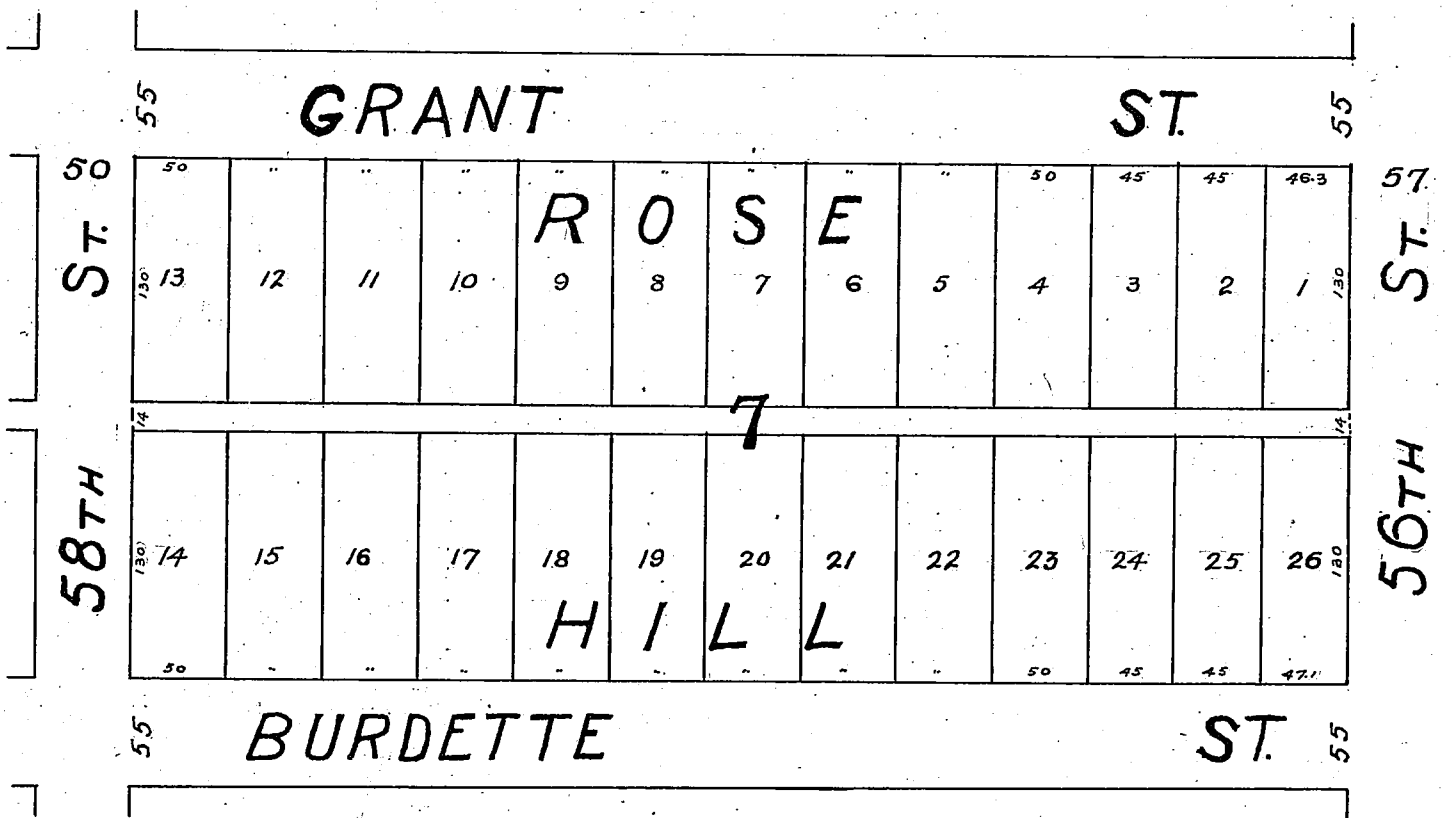 55 GRANT ST. 55
50 50 " " " " " " " " 50 45 45 46.3 57
ROSE
ST. 130 13 12 11 10 9 8 7 6 5 4 3 2 1 130 ST.
14 7 14
58TH 130 14 15 16 17 18 19 20 21 22 23 24 25 26 130 56TH
HILL
50 " " " " " " " " 50 45 45 47.1
55 BURDETTE ST. 55